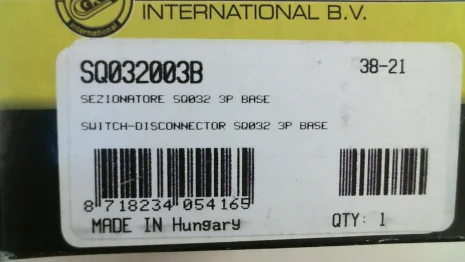 INTERNATIONAL B.V.
International
SQ032003B 38-21
SEZIONATORE SQ032 3P BASE
SWITCH-DISCONNECTOR SQ032 3P BASE
8 718234 054165
MADE IN Hungary QTY: 1